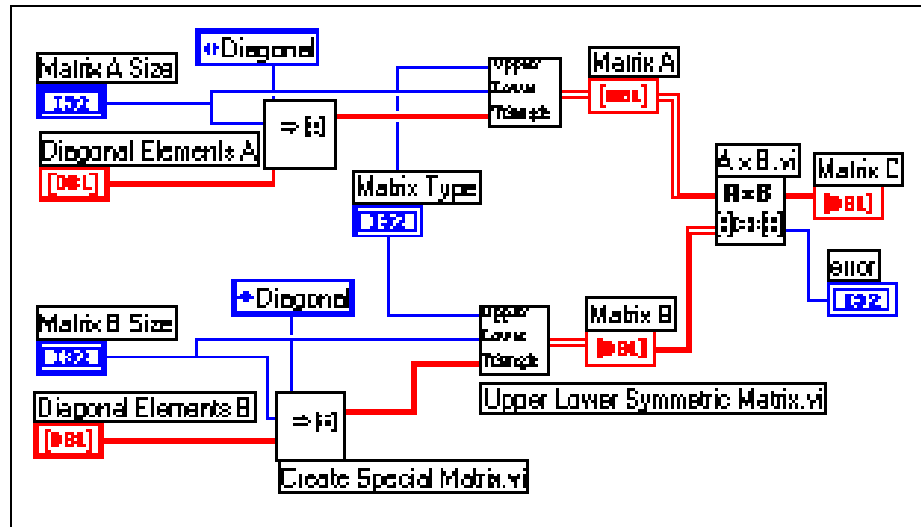 Diagonal
Matrix A Size
I32
Upper
Lower
Triangle
Matrix A
[DBL]
Diagonal Elements A
[DBL]
Matrix Type
I32
A x B.vi
A×B
Matrix C
[DBL]
error
I32
Diagonal
Matrix B Size
I32
Upper
Lower
Triangle
Matrix B
[DBL]
Diagonal Elements B
[DBL]
Upper Lower Symmetric Matrix.vi
Create Special Matrix.vi